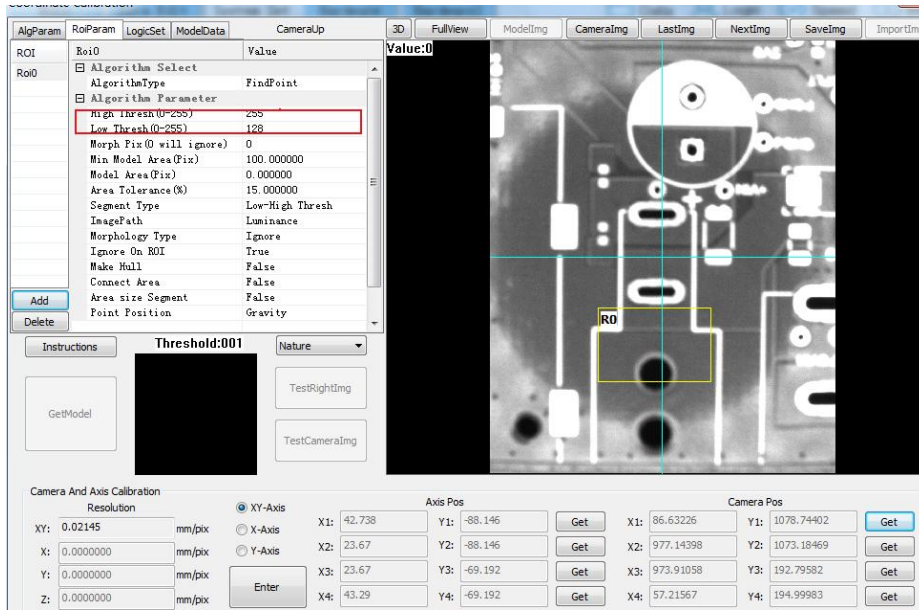 AlgParam RoiParam LogicSet ModelData CameraUp
3D FullView ModelImg CameraImg LastImg NextImg SaveImg ImportIm
ROI Roi0 Value
Value:0
Roi0
Algorithm Select
AlgorithmType FindPoint
Algorithm Parameter
High Thresh(0-255) 255
Low Thresh(0-255) 128
Morph Pix(0 will ignore) 0
Min Model Area(Pix) 100.000000
Model Area(Pix) 0.000000
Area Tolerance(%) 15.000000
Segment Type Low-High Thresh
ImagePath Luminance
Morphology Type Ignore
Ignore On ROI True
Make Hull False
Connect Area False
Area size Segment False
Point Position Gravity
Add
Delete
R0
Instructions Threshold:001 Nature
GetModel
TestRightImg
TestCameraImg
Camera And Axis Calibration
Resolution
XY: 0.02145 mm/pix
X: 0.0000000 mm/pix
Y: 0.0000000 mm/pix
Z: 0.0000000 mm/pix
XY-Axis
X-Axis
Y-Axis
Enter
Axis Pos
X1: 42.738 Y1: -88.146 Get
X2: 23.67 Y2: -88.146 Get
X3: 23.67 Y3: -69.192 Get
X4: 43.29 Y4: -69.192 Get
Camera Pos
X1: 86.63226 Y1: 1078.74402 Get
X2: 977.14398 Y2: 1073.18469 Get
X3: 973.91058 Y3: 192.79582 Get
X4: 57.21567 Y4: 194.99983 Get